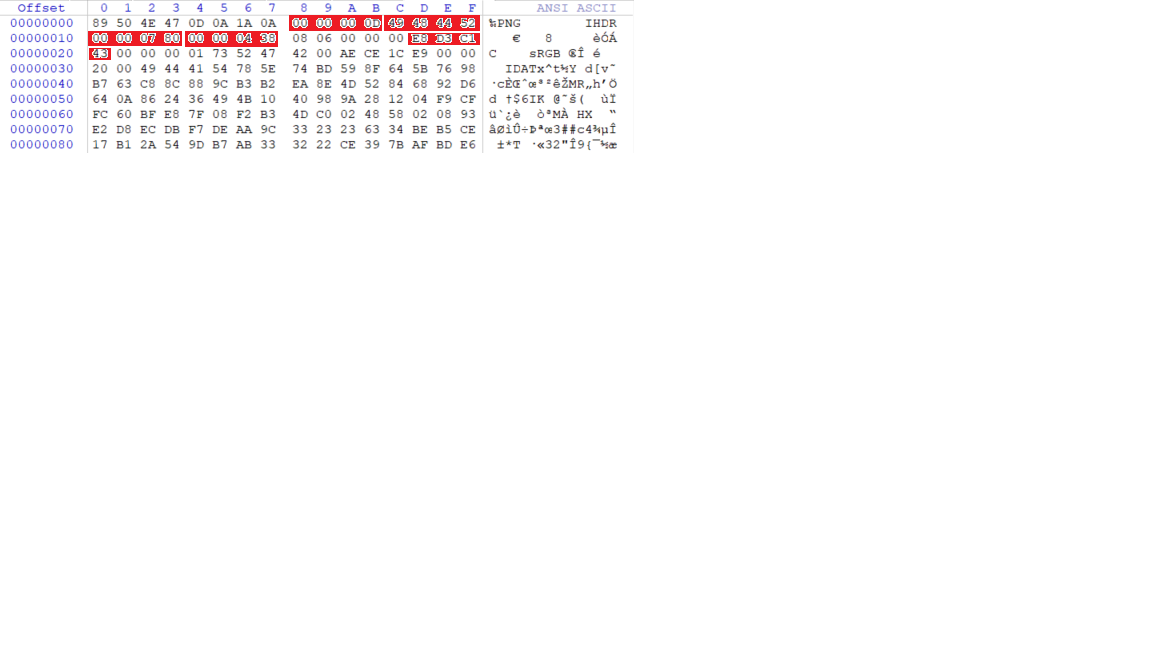 Offset 0 1 2 3 4 5 6 7 8 9 A B C D E F ANSI ASCII
00000000 89 50 4E 47 0D 0A 1A 0A 00 00 00 0D 49 48 44 52 ‰PNG IHDR
00000010 00 00 07 80 00 00 04 38 08 06 00 00 00 E8 D3 C1 € 8 èÓÁ
00000020 43 00 00 00 01 73 52 47 42 00 AE CE 1C E9 00 00 C sRGB ®Î é
00000030 20 00 49 44 41 54 78 5E 74 BD 59 8F 64 5B 76 98 IDATx^t½Y d[v˜
00000040 B7 63 C8 8C 88 9C B3 B2 EA 8E 4D 52 84 68 92 D6 ·cÈŒˆœ³²êŽMR„h’Ö
00000050 64 0A 86 24 36 49 4B 10 40 98 9A 28 12 04 F9 CF d †$6IK @˜š( ùÏ
00000060 FC 60 BF E8 7F 08 F2 B3 4D C0 02 48 58 02 08 93 ü`¿è ò³MÀ HX “
00000070 E2 D8 EC DB F7 DE AA 9C 33 23 23 63 34 BE B5 CE âØìÛ÷Þªœ3##c4¾µÎ
00000080 17 B1 2A 54 9D B7 AB 33 32 22 CE 39 7B AF BD E6 ±*T ·«32"Î9{¯½æ